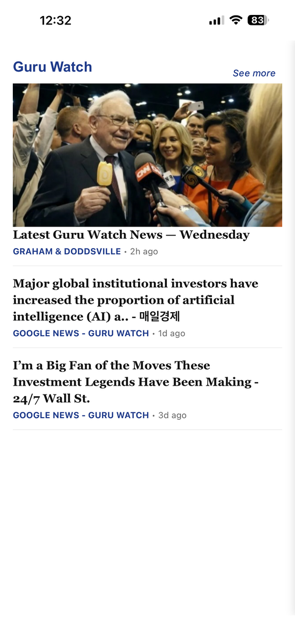 12:32
83
Guru Watch
See more
CNN
Latest Guru Watch News — Wednesday
GRAHAM & DODDSVILLE • 2h ago
Major global institutional investors have
increased the proportion of artificial
intelligence (AI) a.. - 매일경제
GOOGLE NEWS - GURU WATCH • 1d ago
I'm a Big Fan of the Moves These
Investment Legends Have Been Making -
24/7 Wall St.
GOOGLE NEWS - GURU WATCH • 3d ago